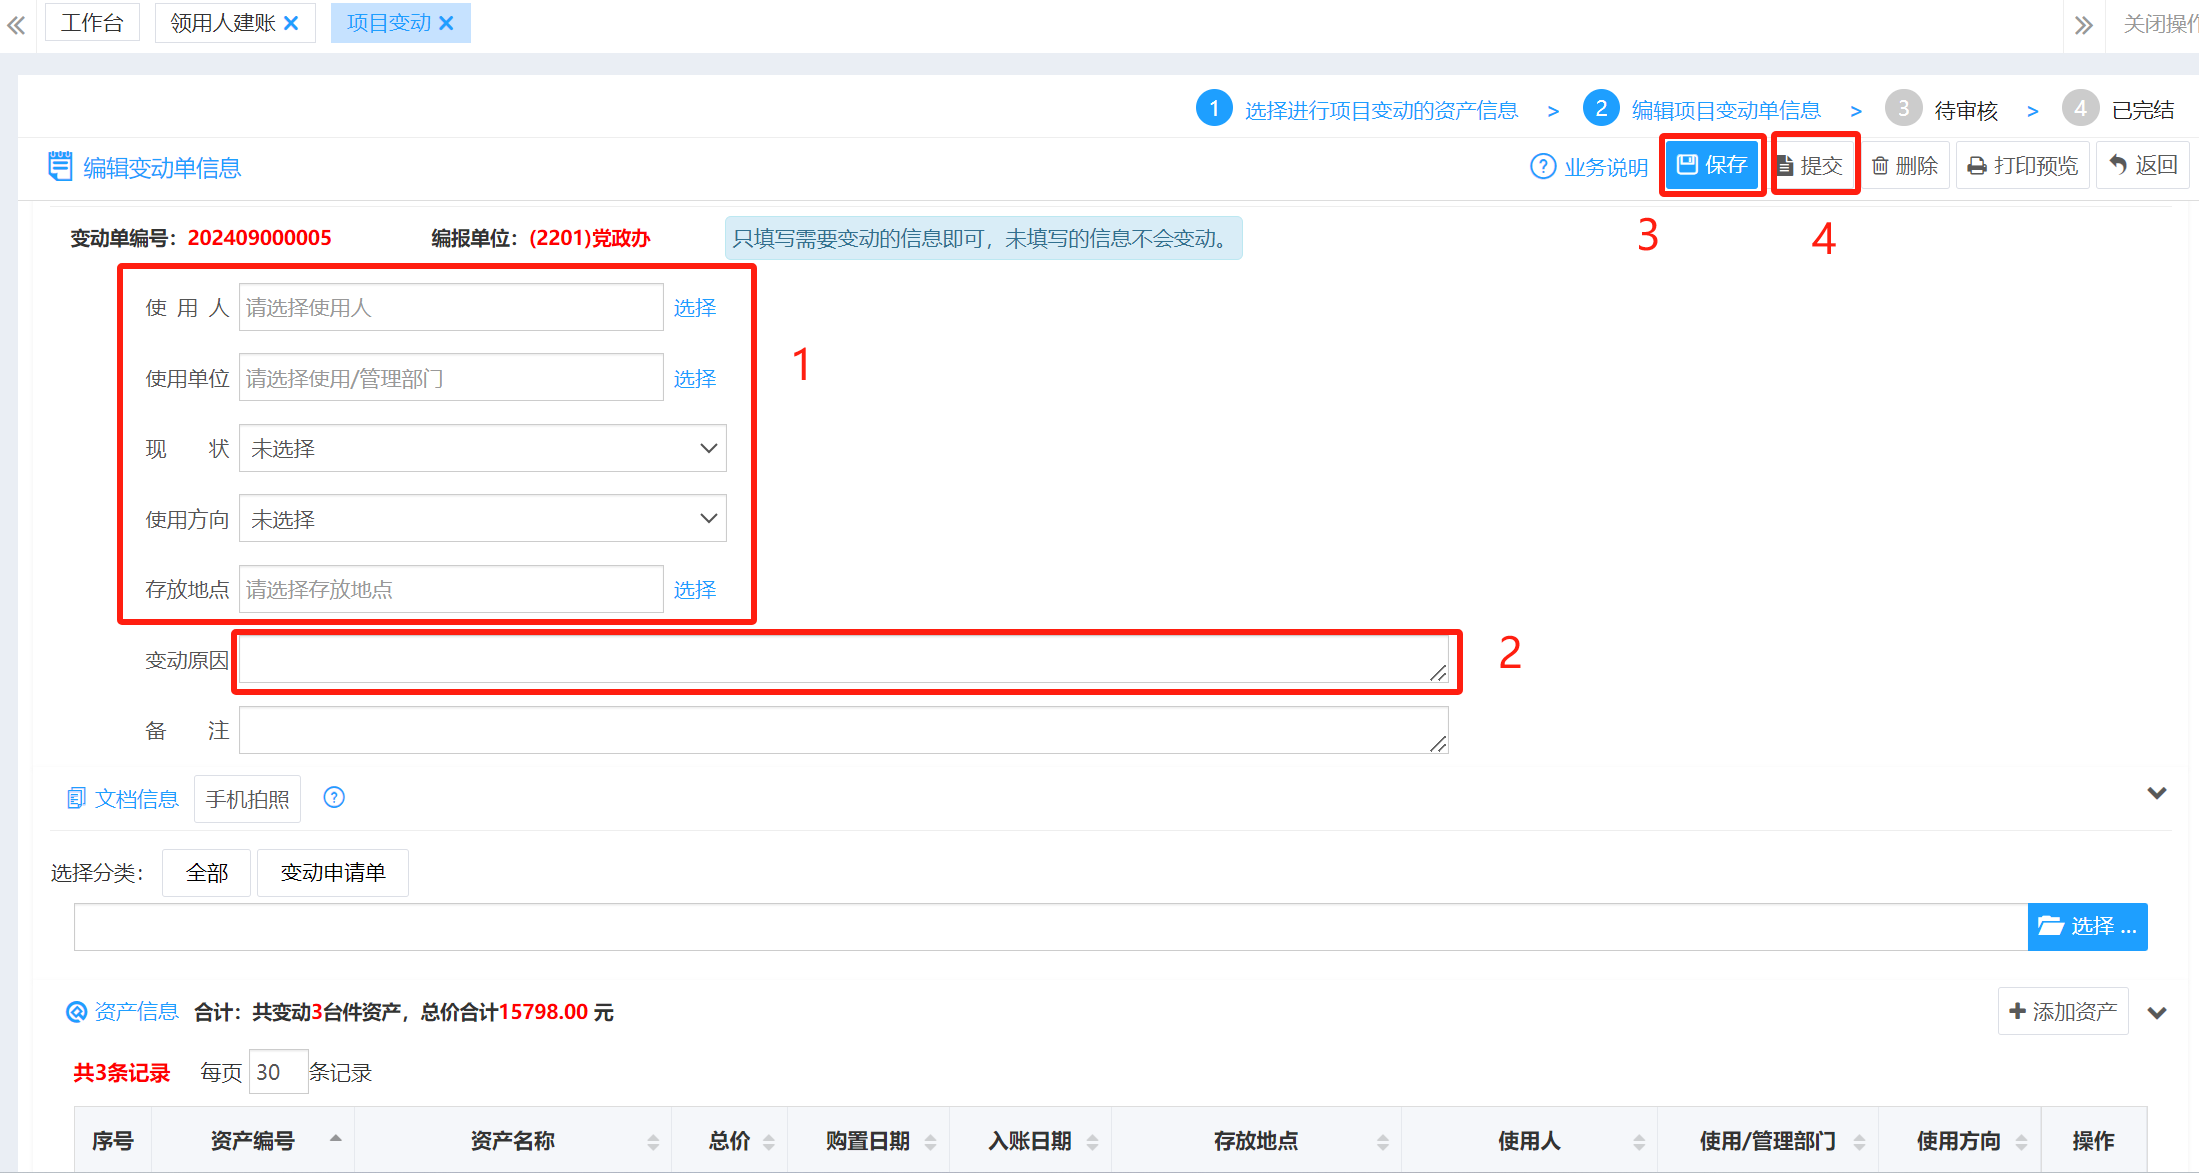 工作台 领用人建账 项目变动 关闭操作
1 选择进行项目变动的资产信息 > 2 编辑项目变动单信息 > 3 待审核 > 4 已完结
编辑变动单信息 业务说明 保存 提交 删除 打印预览 返回
3 4
变动单编号：202409000005 编报单位：(2201)党政办 只填写需要变动的信息即可，未填写的信息不会变动。
使用人 请选择使用人 选择
1
使用单位 请选择使用/管理部门 选择
现状 未选择
使用方向 未选择
存放地点 请选择存放地点 选择
变动原因 2
备注
文档信息 手机拍照
选择分类： 全部 变动申请单
选择 ...
资产信息 合计：共变动3台件资产，总价合计15798.00 元 添加资产
共3条记录 每页 30 条记录
序号 资产编号 资产名称 总价 购置日期 入账日期 存放地点 使用人 使用/管理部门 使用方向 操作